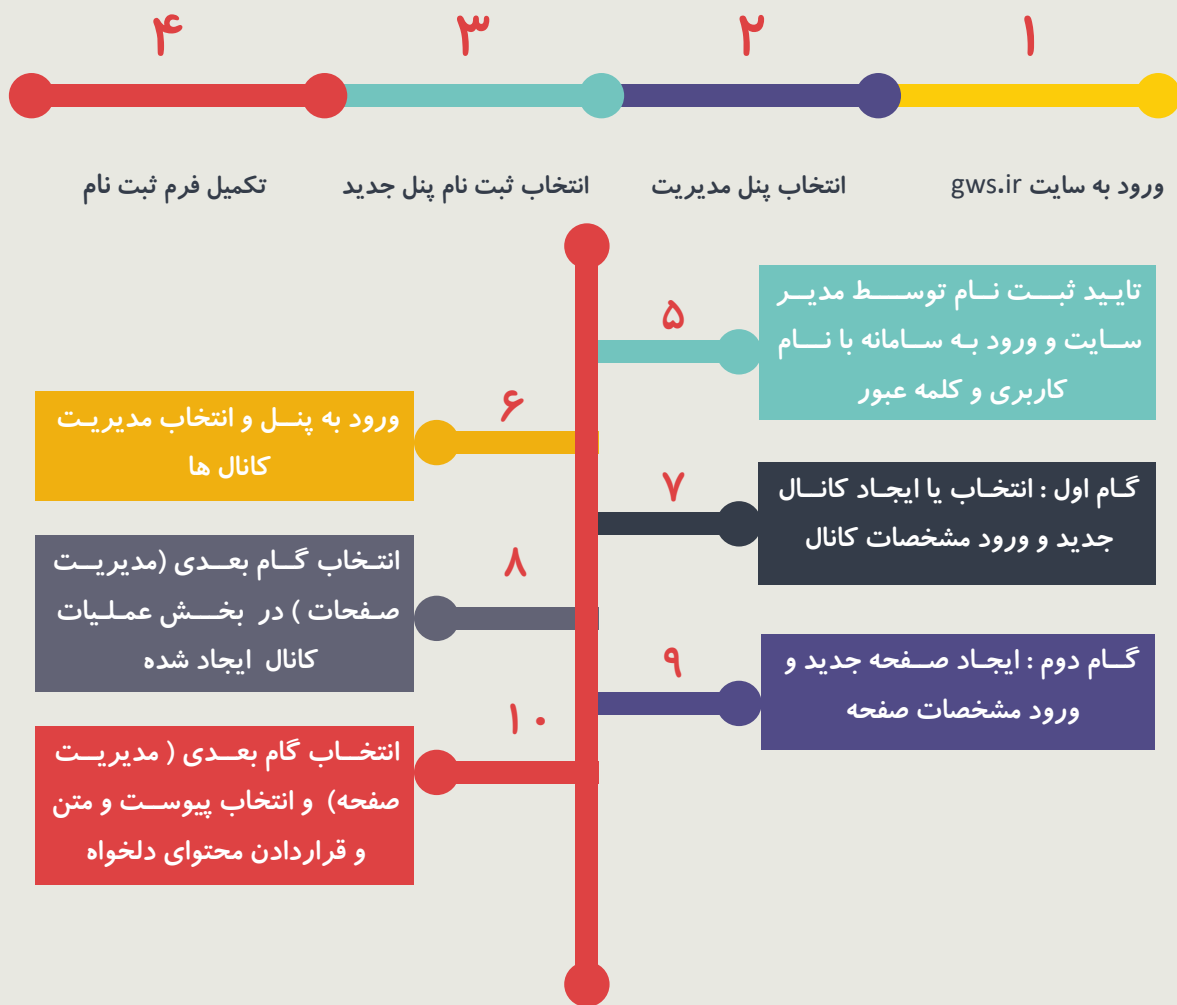 ۱
۲
۳
۴
ورود به سایت gws.ir
انتخاب پنل مدیریت
انتخاب ثبت نام پنل جدید
تکمیل فرم ثبت نام
۵
تایید ثبت نام توسط مدیر
سایت و ورود به سامانه با نام
کاربری و کلمه عبور
۶
ورود به پنل و انتخاب مدیریت
کانال ها
۷
گام اول : انتخاب یا ایجاد کانال
جدید و ورود مشخصات کانال
۸
انتخاب گام بعدی (مدیریت
صفحات ) در بخش عملیات
کانال ایجاد شده
۹
گام دوم : ایجاد صفحه جدید و
ورود مشخصات صفحه
۱۰
انتخاب گام بعدی ( مدیریت
صفحه) و انتخاب پیوست و متن
و قراردادن محتوای دلخواه